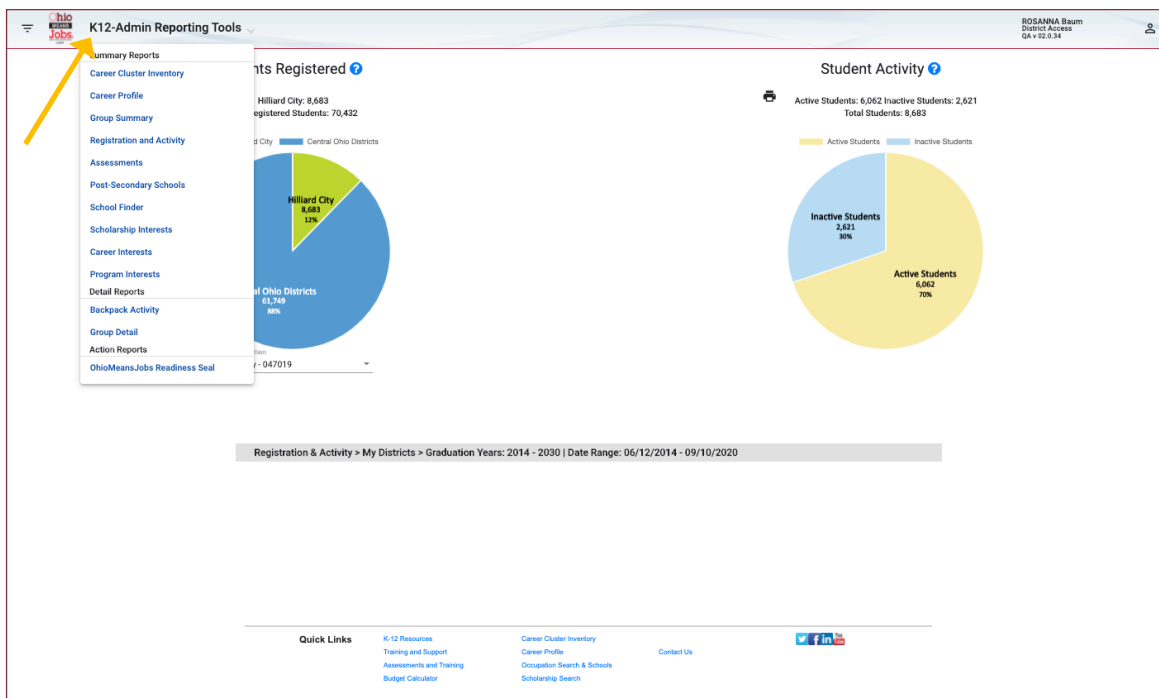 Ohio
MEANS
Jobs
K12-Admin Reporting Tools
ROSANNA Baum
District Access
QA v 02.0.34
Summary Reports
Career Cluster Inventory
Career Profile
Group Summary
Registration and Activity
Assessments
Post-Secondary Schools
School Finder
Scholarship Interests
Career Interests
Program Interests
Detail Reports
Backpack Activity
Group Detail
Action Reports
OhioMeansJobs Readiness Seal
nts Registered
Hilliard City: 8,683
egistered Students: 70,432
d City Central Ohio Districts
Hilliard City
8,683
12%
al Ohio Districts
61,749
88%
- 047019
Student Activity
Active Students: 6,062 Inactive Students: 2,621
Total Students: 8,683
Active Students Inactive Students
Inactive Students
2,621
30%
Active Students
6,062
70%
Registration & Activity > My Districts > Graduation Years: 2014 - 2030 | Date Range: 06/12/2014 - 09/10/2020
Quick Links
K-12 Resources
Training and Support
Assessments and Training
Budget Calculator
Career Cluster Inventory
Career Profile
Occupation Search & Schools
Scholarship Search
Contact Us
You
Tube